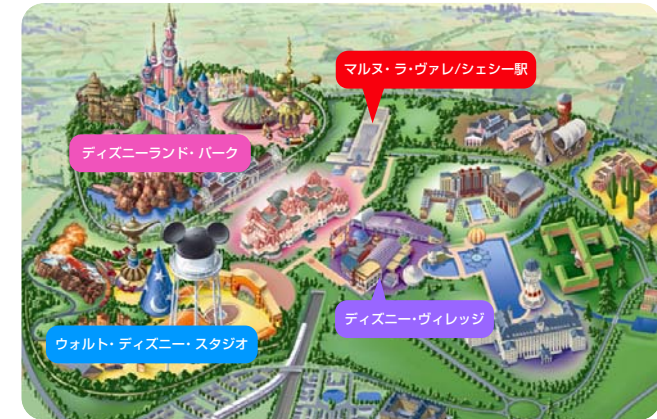 マルヌ・ラ・ヴァレ/シェシー駅
ディズニーランド・パーク
ディズニー・ヴィレッジ
ウォルト・ディズニー・スタジオ